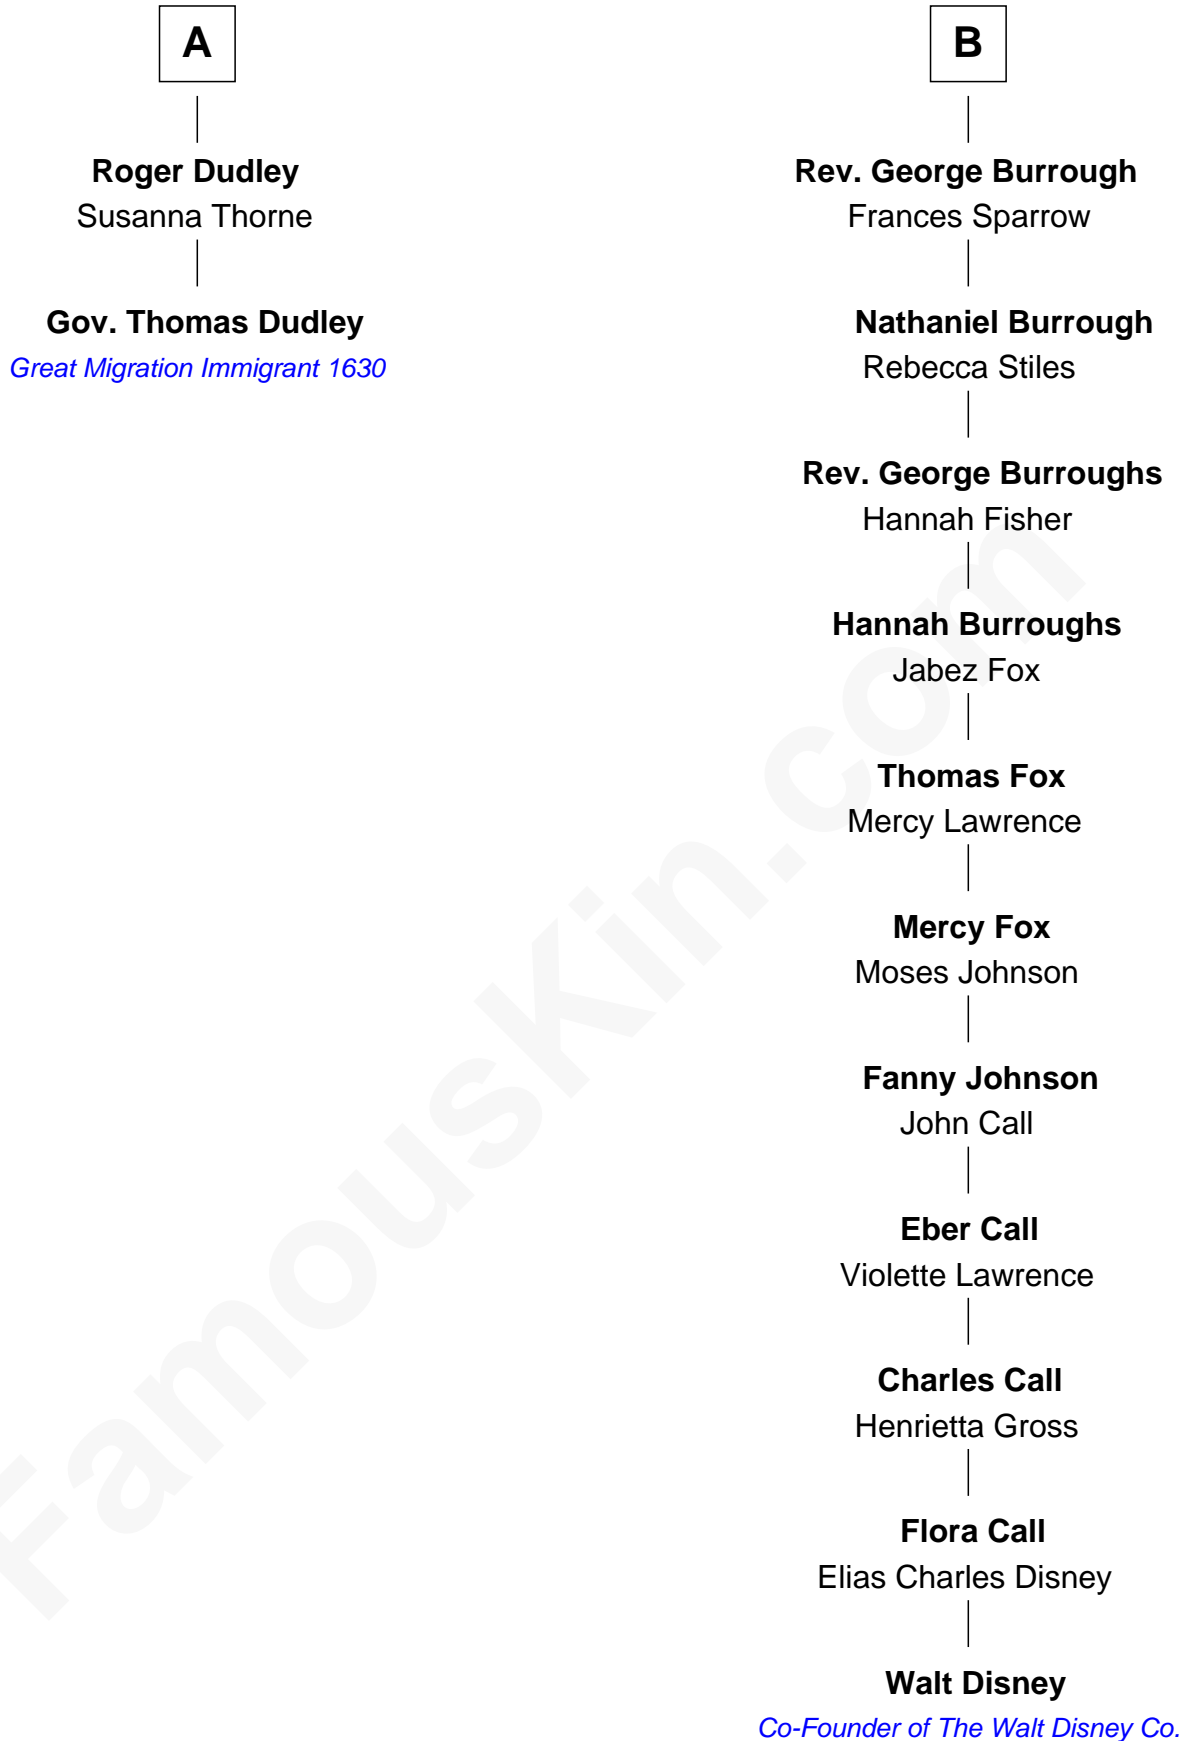 A
Roger Dudley
Susanna Thorne
Gov. Thomas Dudley
Great Migration Immigrant 1630
B
Rev. George Burrough
Frances Sparrow
Nathaniel Burrough
Rebecca Stiles
Rev. George Burroughs
Hannah Fisher
Hannah Burroughs
Jabez Fox
Thomas Fox
Mercy Lawrence
Mercy Fox
Moses Johnson
Fanny Johnson
John Call
Eber Call
Violette Lawrence
Charles Call
Henrietta Gross
Flora Call
Elias Charles Disney
Walt Disney
Co-Founder of The Walt Disney Co.
FamousKin.com